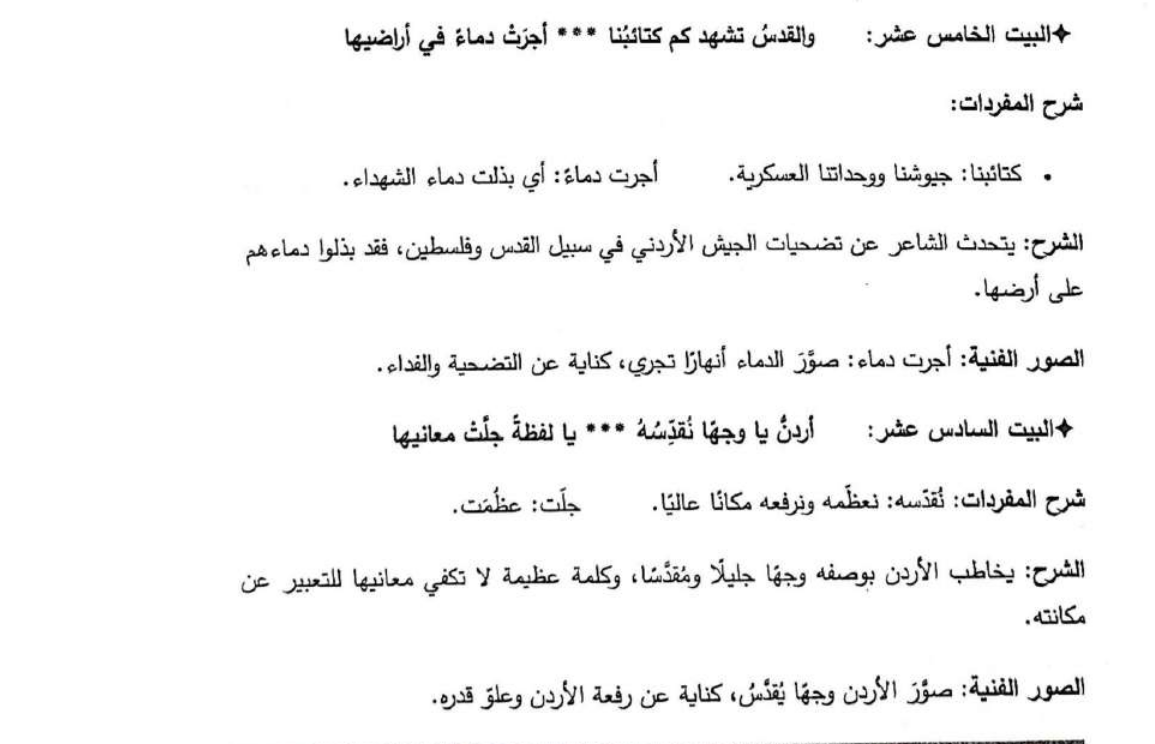 ✦البيت الخامس عشر: والقدسُ تشهد كم كتائبُنا *** أجرَتْ دماءً في أراضيها
شرح المفردات:
• كتائبنا: جيوشنا ووحداتنا العسكرية. أجرت دماءً: أي بذلت دماء الشهداء.
الشرح: يتحدث الشاعر عن تضحيات الجيش الأردني في سبيل القدس وفلسطين، فقد بذلوا دماءهم
على أرضها.
الصور الفنية: أجرت دماء: صوَّرَ الدماء أنهارًا تجري، كناية عن التضحية والفداء.
✦البيت السادس عشر: أردنُّ يا وجهًا نُقدِّسُهُ *** يا لفظةً جلَّتْ معانيها
شرح المفردات: نُقدّسه: نعظّمه ونرفعه مكانًا عاليًا. جلَّت: عظُمَت.
الشرح: يخاطب الأردن بوصفه وجهًا جليلًا ومُقدَّسًا، وكلمة عظيمة لا تكفي معانيها للتعبير عن
مكانته.
الصور الفنية: صوَّرَ الأردن وجهًا يُقدَّسُ، كناية عن رفعة الأردن وعلوّ قدره.